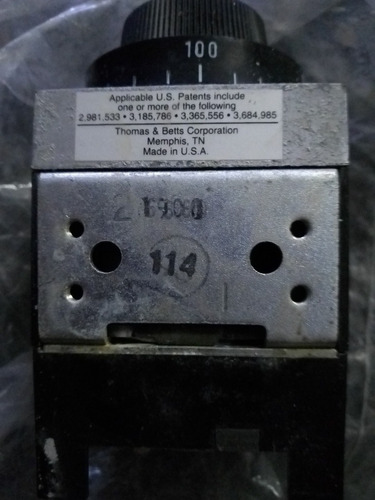 100
Applicable U.S. Patents include
one or more of the following
2,981,533 • 3,185,786 • 3,365,556 • 3,684,985
Thomas & Betts Corporation
Memphis, TN
Made in U.S.A.
114